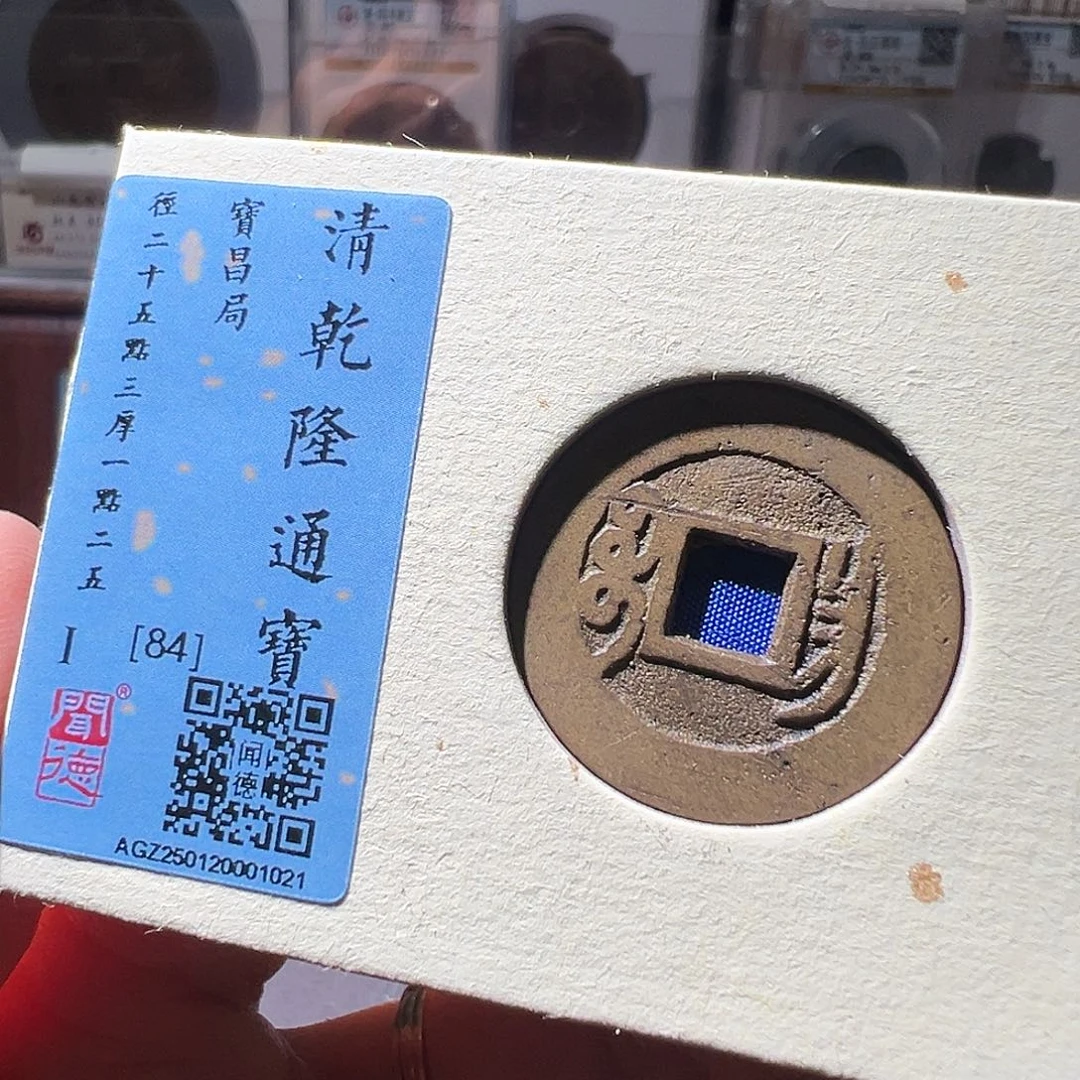 清乾隆通寶
寶昌局
徑二十五點三厚一點二五
I [84]
聞德®
闻德
AGZ250120001021